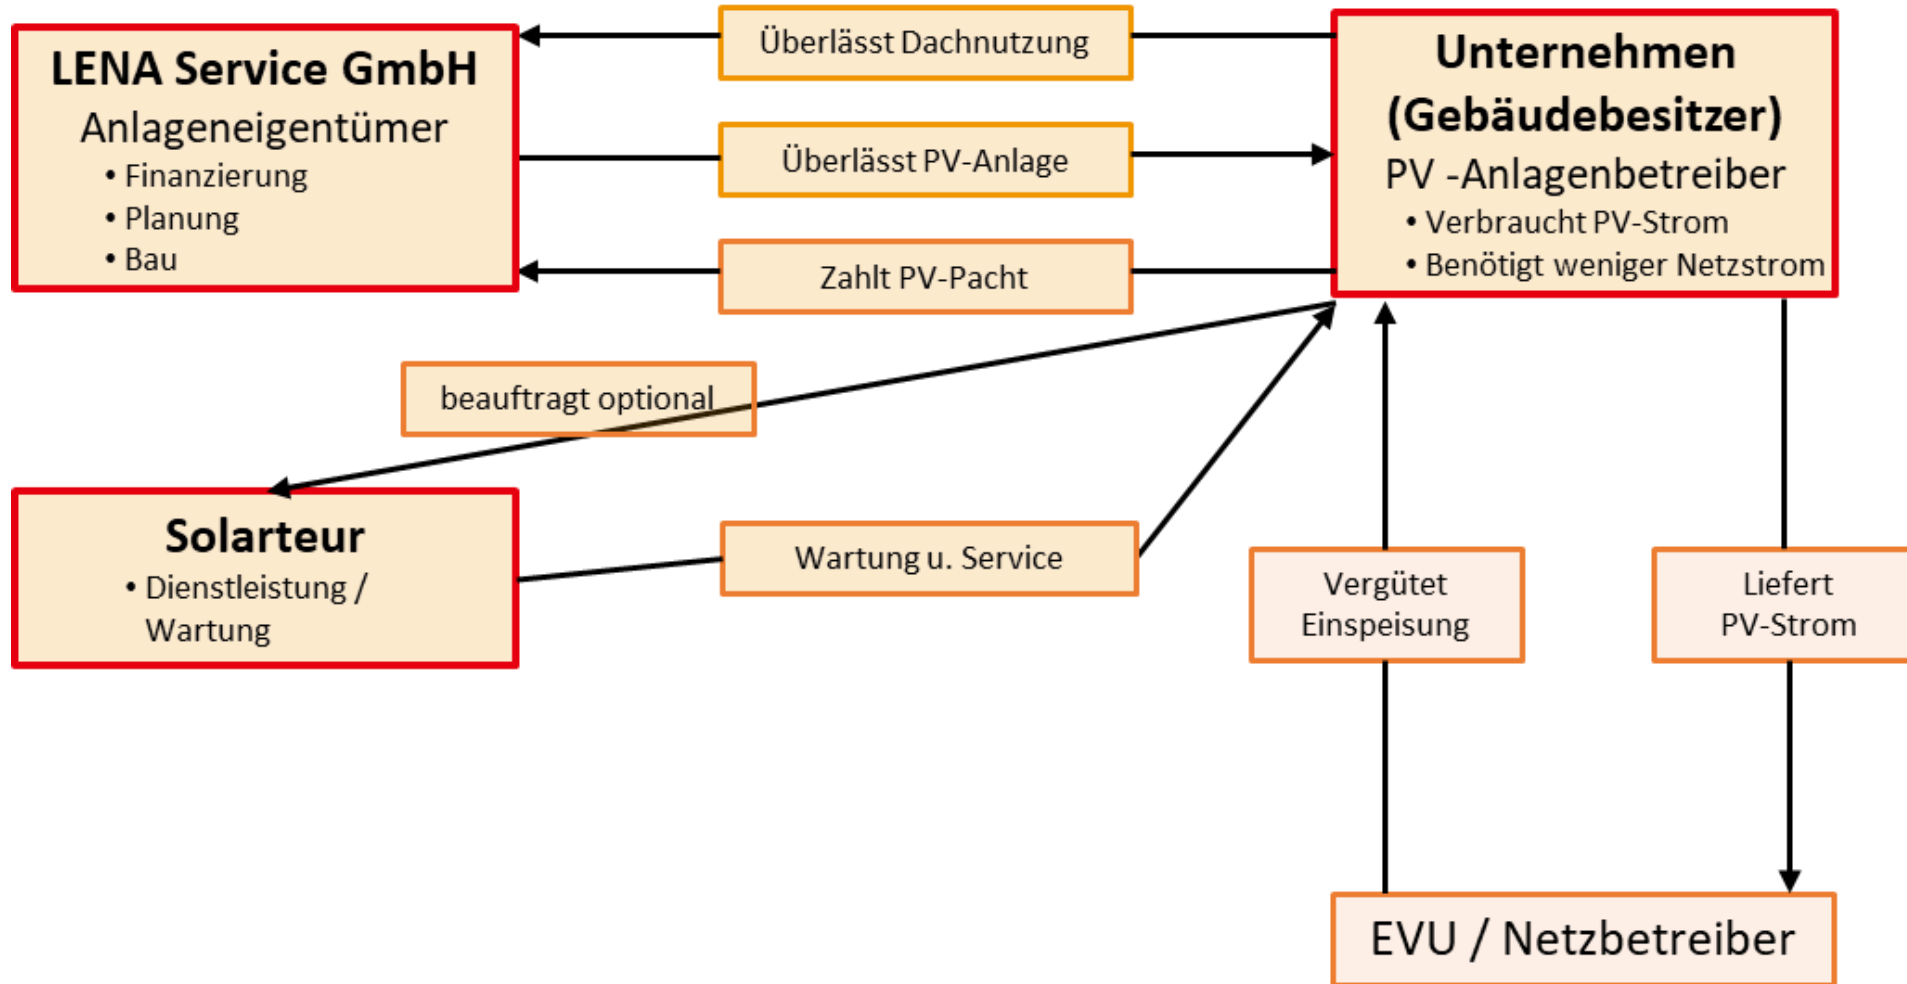 LENA Service GmbH
Anlageneigentümer
• Finanzierung
• Planung
• Bau
Überlässt Dachnutzung
Überlässt PV-Anlage
Zahlt PV-Pacht
Unternehmen
(Gebäudebesitzer)
PV -Anlagenbetreiber
• Verbraucht PV-Strom
• Benötigt weniger Netzstrom
beauftragt optional
Solarteur
• Dienstleistung /
Wartung
Wartung u. Service
Vergütet
Einspeisung
Liefert
PV-Strom
EVU / Netzbetreiber